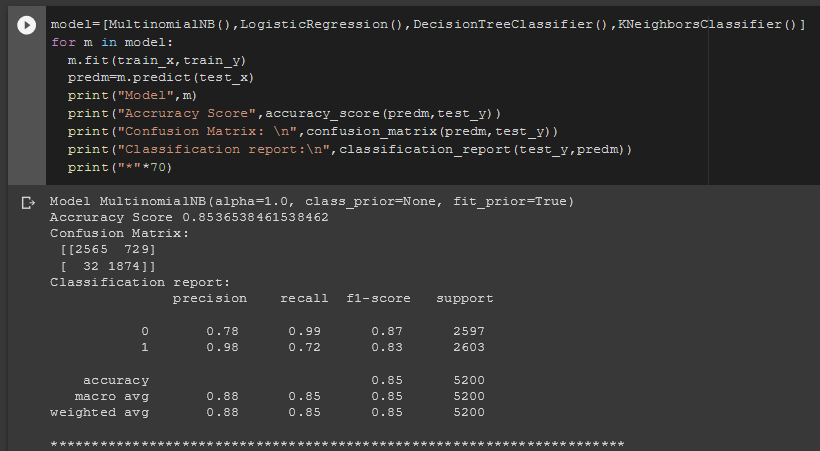 model=[MultinomialNB(),LogisticRegression(),DecisionTreeClassifier(),KNeighborsClassifier()]
for m in model:
  m.fit(train_x,train_y)
  predm=m.predict(test_x)
  print("Model",m)
  print("Accruracy Score",accuracy_score(predm,test_y))
  print("Confusion Matrix: \n",confusion_matrix(predm,test_y))
  print("Classification report:\n",classification_report(test_y,predm))
  print("*"*70)
Model MultinomialNB(alpha=1.0, class_prior=None, fit_prior=True)
Accruracy Score 0.8536538461538462
Confusion Matrix:
 [[2565  729]
 [  32 1874]]
Classification report:
              precision    recall  f1-score   support
           0       0.78      0.99      0.87      2597
           1       0.98      0.72      0.83      2603
    accuracy                           0.85      5200
   macro avg       0.88      0.85      0.85      5200
weighted avg       0.88      0.85      0.85      5200
**********************************************************************